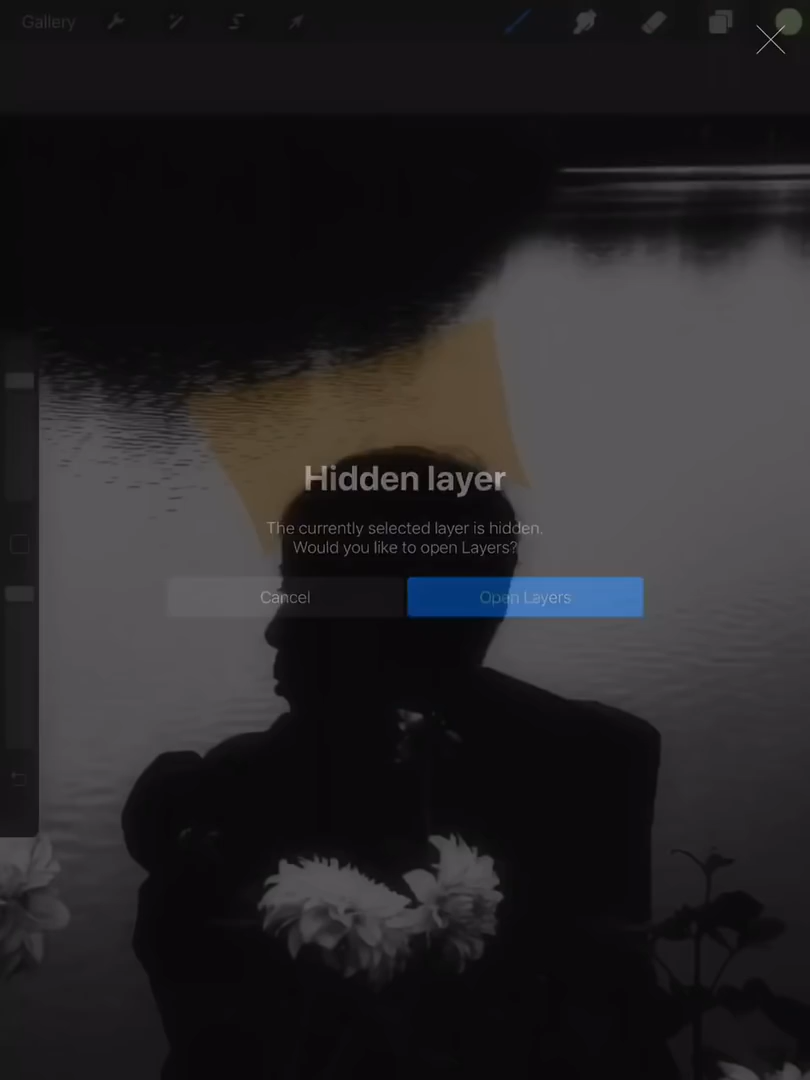 Gallery
Hidden layer
The currently selected layer is hidden.
Would you like to open Layers?
Cancel
Open Layers